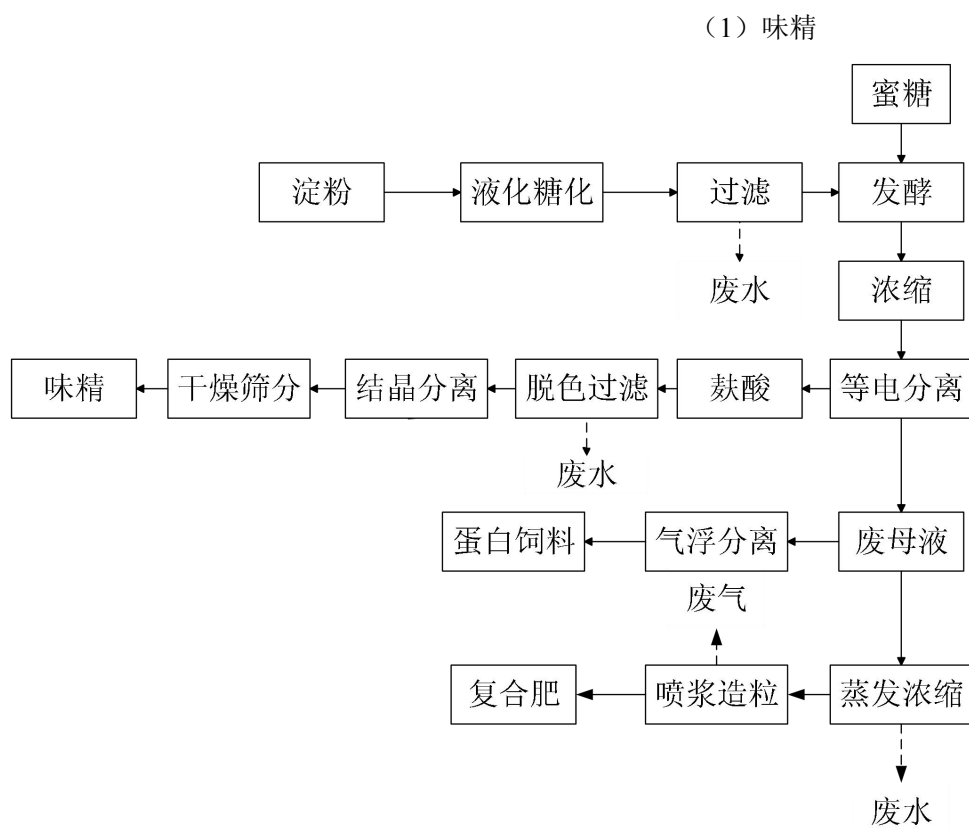 （1）味精
蜜糖
淀粉 液化糖化 过滤 发酵
废水 浓缩
味精 干燥筛分 结晶分离 脱色过滤 麸酸 等电分离
废水
蛋白饲料 气浮分离 废母液
废气
复合肥 喷浆造粒 蒸发浓缩
废水